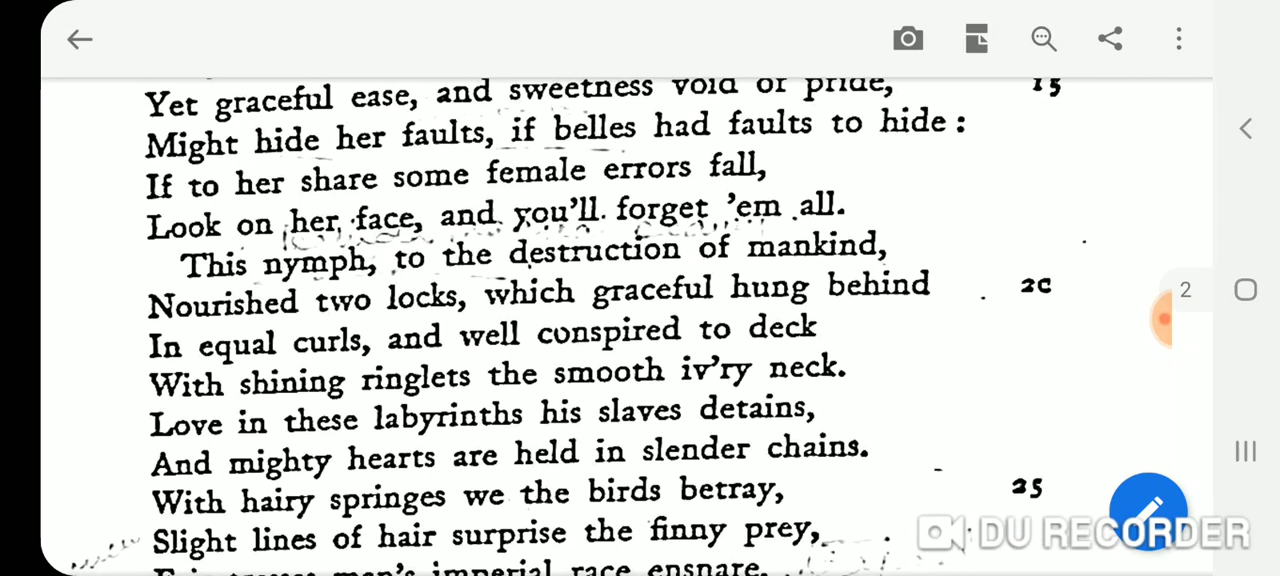 Yet graceful ease, and sweetness void of pride, 15
Might hide her faults, if belles had faults to hide:
If to her share some female errors fall,
Look on her face, and you'll forget 'em all.
This nymph, to the destruction of mankind,
Nourished two locks, which graceful hung behind 20
In equal curls, and well conspired to deck
With shining ringlets the smooth iv'ry neck.
Love in these labyrinths his slaves detains,
And mighty hearts are held in slender chains.
With hairy springes we the birds betray, 25
Slight lines of hair surprise the finny prey,
man's imperial race ensnare,
2
DU RECORDER